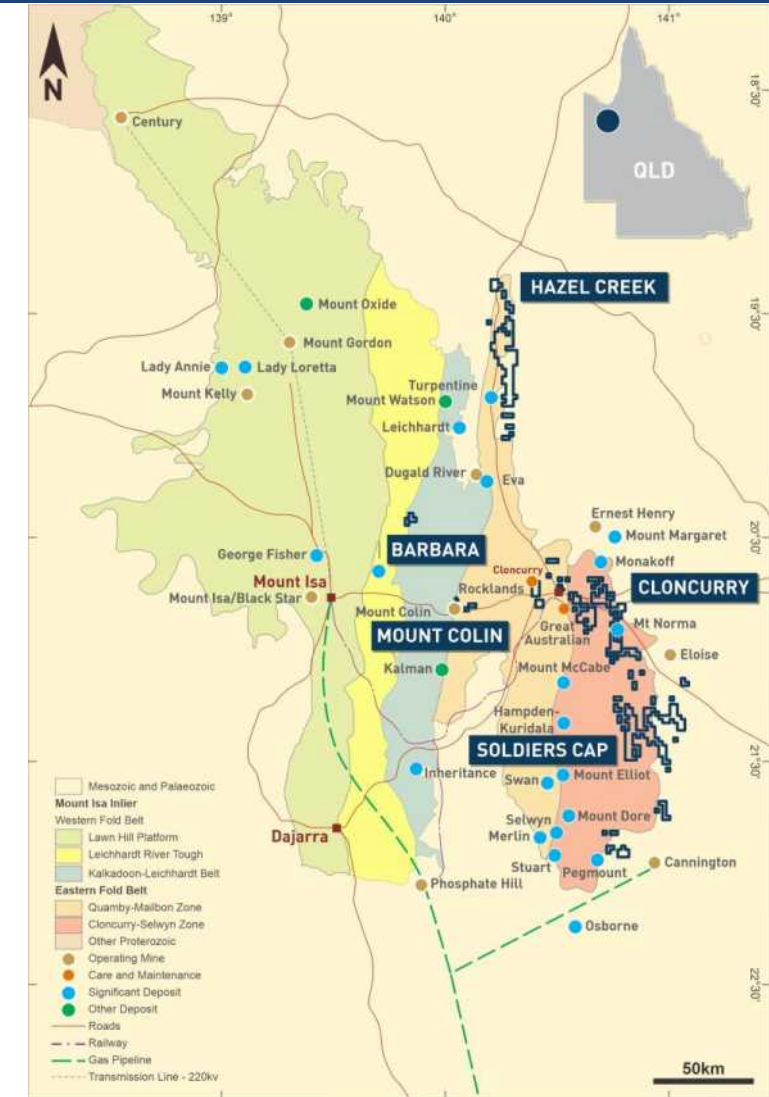 139°
140°
141°
N
18°30'
Century
QLD
HAZEL CREEK
19°30'
Mount Oxide
Mount Gordon
Lady Annie
Lady Loretta
Mount Kelly
Turpentine
Mount Watson
Leichhardt
Dugald River
Eva
Ernest Henry
20°30'
Mount Margaret
George Fisher
BARBARA
Monakoff
Mount Isa
Cloncurry
CLONCURRY
Rocklands
Mount Isa/Black Star
Mount Colin
Great
Australian
Mt Norma
MOUNT COLIN
Eloise
Kalman
Mount McCabe
Hampden-
Kuridala
SOLDIERS CAP
21°30'
Inheritance
Swan
Mount Elliot
Selwyn
Mount Dore
Merlin
Dajarra
Stuart
Pegmount
Cannington
Phosphate Hill
Osborne
22°30'
Mesozoic and Palaeozoic
Mount Isa Inlier
Western Fold Belt
Lawn Hill Platform
Leichhardt River Tough
Kalkadoon-Leichhardt Belt
Eastern Fold Belt
Quamby-Mailbon Zone
Cloncurry-Selwyn Zone
Other Proterozoic
Operating Mine
Care and Maintenance
Significant Deposit
Other Deposit
Roads
Railway
Gas Pipeline
Transmission Line - 220kv
50km